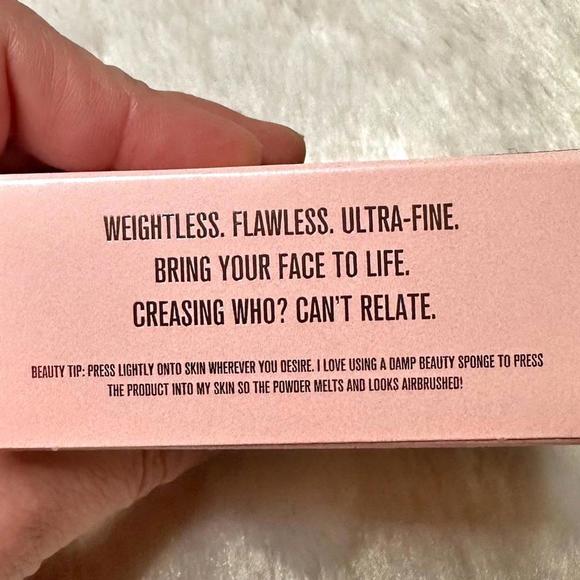 WEIGHTLESS. FLAWLESS. ULTRA-FINE.
BRING YOUR FACE TO LIFE.
CREASING WHO? CAN'T RELATE.
BEAUTY TIP: PRESS LIGHTLY ONTO SKIN WHEREVER YOU DESIRE. I LOVE USING A DAMP BEAUTY SPONGE TO PRESS
THE PRODUCT INTO MY SKIN SO THE POWDER MELTS AND LOOKS AIRBRUSHED!